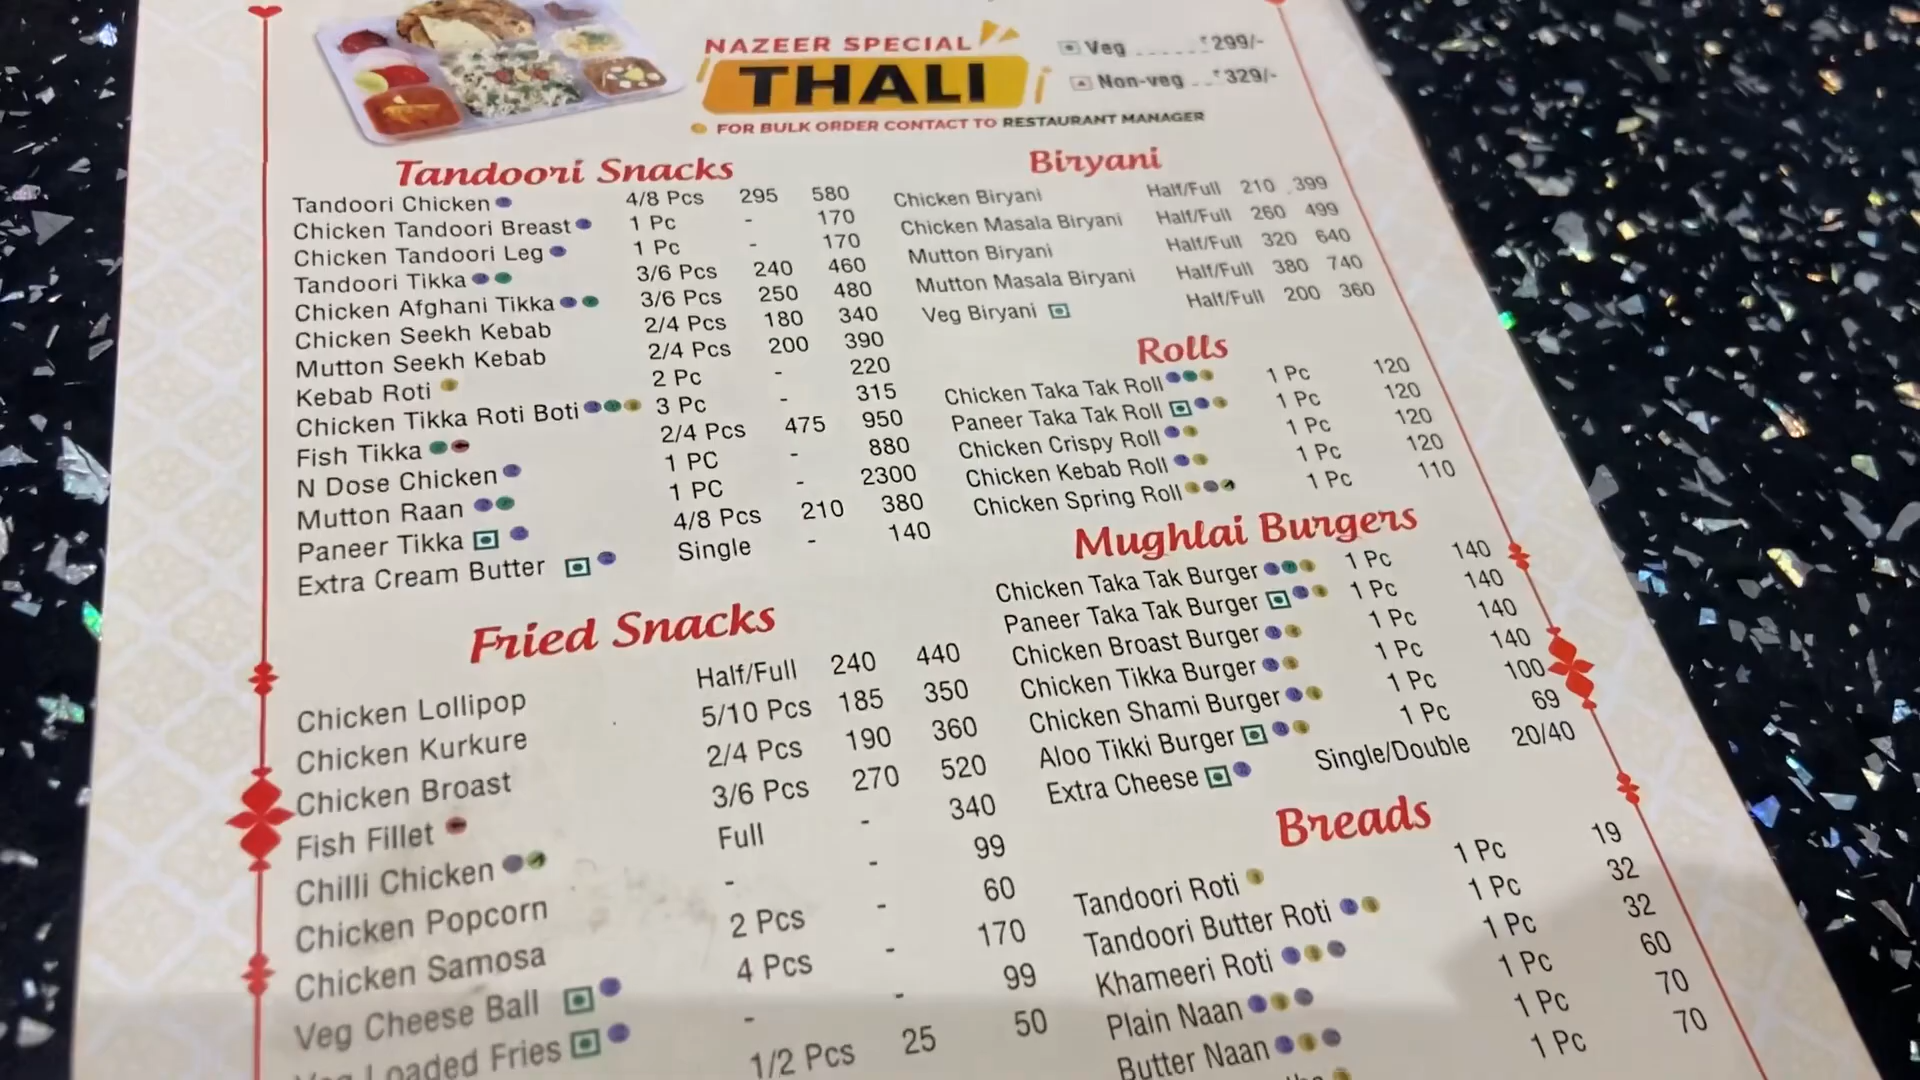 NAZEER SPECIAL
THALI
Veg ...... ₹299/-
Non-veg ... ₹329/-
FOR BULK ORDER CONTACT TO RESTAURANT MANAGER
Tandoori Snacks
Tandoori Chicken 4/8 Pcs 295 580
Chicken Tandoori Breast 1 Pc - 170
Chicken Tandoori Leg 1 Pc - 170
Tandoori Tikka 3/6 Pcs 240 460
Chicken Afghani Tikka 3/6 Pcs 250 480
Chicken Seekh Kebab 2/4 Pcs 180 340
Mutton Seekh Kebab 2/4 Pcs 200 390
Kebab Roti 2 Pc - 220
Chicken Tikka Roti Boti 3 Pc - 315
Fish Tikka 2/4 Pcs 475 950
N Dose Chicken 1 PC - 880
Mutton Raan 1 PC - 2300
Paneer Tikka 4/8 Pcs 210 380
Extra Cream Butter Single - 140
Fried Snacks
Chicken Lollipop Half/Full 240 440
Chicken Kurkure 5/10 Pcs 185 350
Chicken Broast 2/4 Pcs 190 360
Fish Fillet 3/6 Pcs 270 520
Chilli Chicken Full - 340
Chicken Popcorn - - 99
Chicken Samosa 2 Pcs - 60
Veg Cheese Ball 4 Pcs - 170
Loaded Fries - - 99
1/2 Pcs 25 50
Biryani
Chicken Biryani Half/Full 210 399
Chicken Masala Biryani Half/Full 260 499
Mutton Biryani Half/Full 320 640
Mutton Masala Biryani Half/Full 380 740
Veg Biryani Half/Full 200 360
Rolls
Chicken Taka Tak Roll 1 Pc 120
Paneer Taka Tak Roll 1 Pc 120
Chicken Crispy Roll 1 Pc 120
Chicken Kebab Roll 1 Pc 120
Chicken Spring Roll 1 Pc 110
Mughlai Burgers
Chicken Taka Tak Burger 1 Pc 140
Paneer Taka Tak Burger 1 Pc 140
Chicken Broast Burger 1 Pc 140
Chicken Tikka Burger 1 Pc 140
Chicken Shami Burger 1 Pc 100
Aloo Tikki Burger 1 Pc 69
Extra Cheese Single/Double 20/40
Breads
Tandoori Roti 1 Pc 19
Tandoori Butter Roti 1 Pc 32
Khameeri Roti 1 Pc 32
Plain Naan 1 Pc 60
Butter Naan 1 Pc 70
1 Pc 70